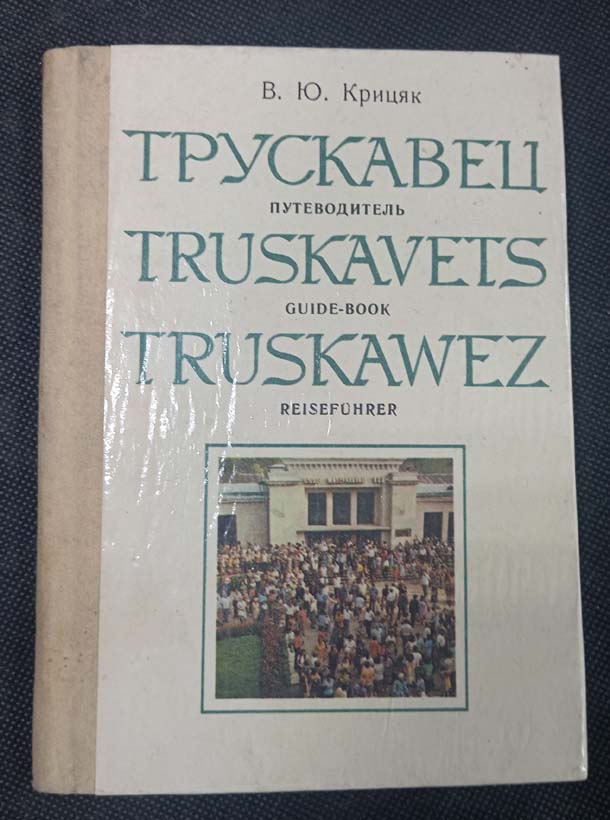 В. Ю. Крицяк
ТРУСКАВЕЦ
ПУТЕВОДИТЕЛЬ
TRUSKAVETS
GUIDE-BOOK
TRUSKAWEZ
REISEFÜHRER